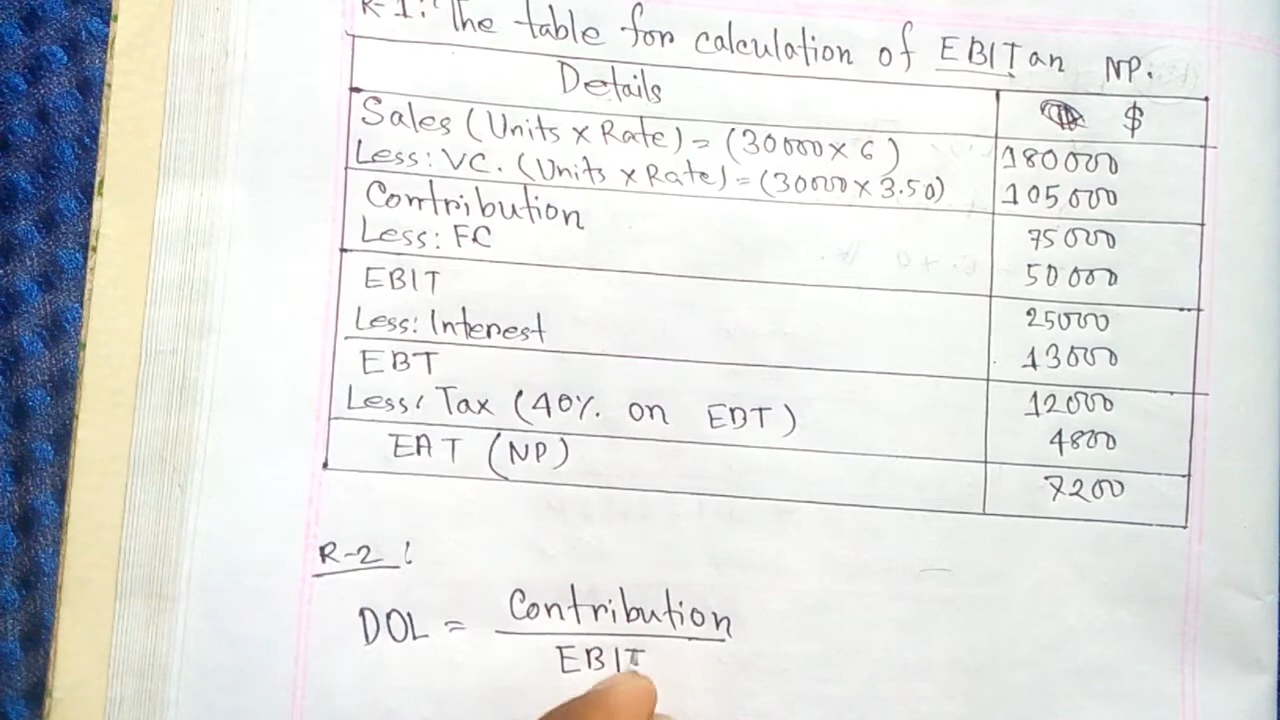 R-1: The table for calculation of EBIT an NP.
Details $
Sales (Units × Rate) = (30000 × 6) 180000
Less: VC. (Units × Rate) = (30000 × 3.50) 105000
Contribution 75000
Less: FC 50000
EBIT 25000
Less: Interest 13000
EBT 12000
Less: Tax (40% on EBT) 4800
EAT (NP) 7200
R-2:
DOL = Contribution
EBIT